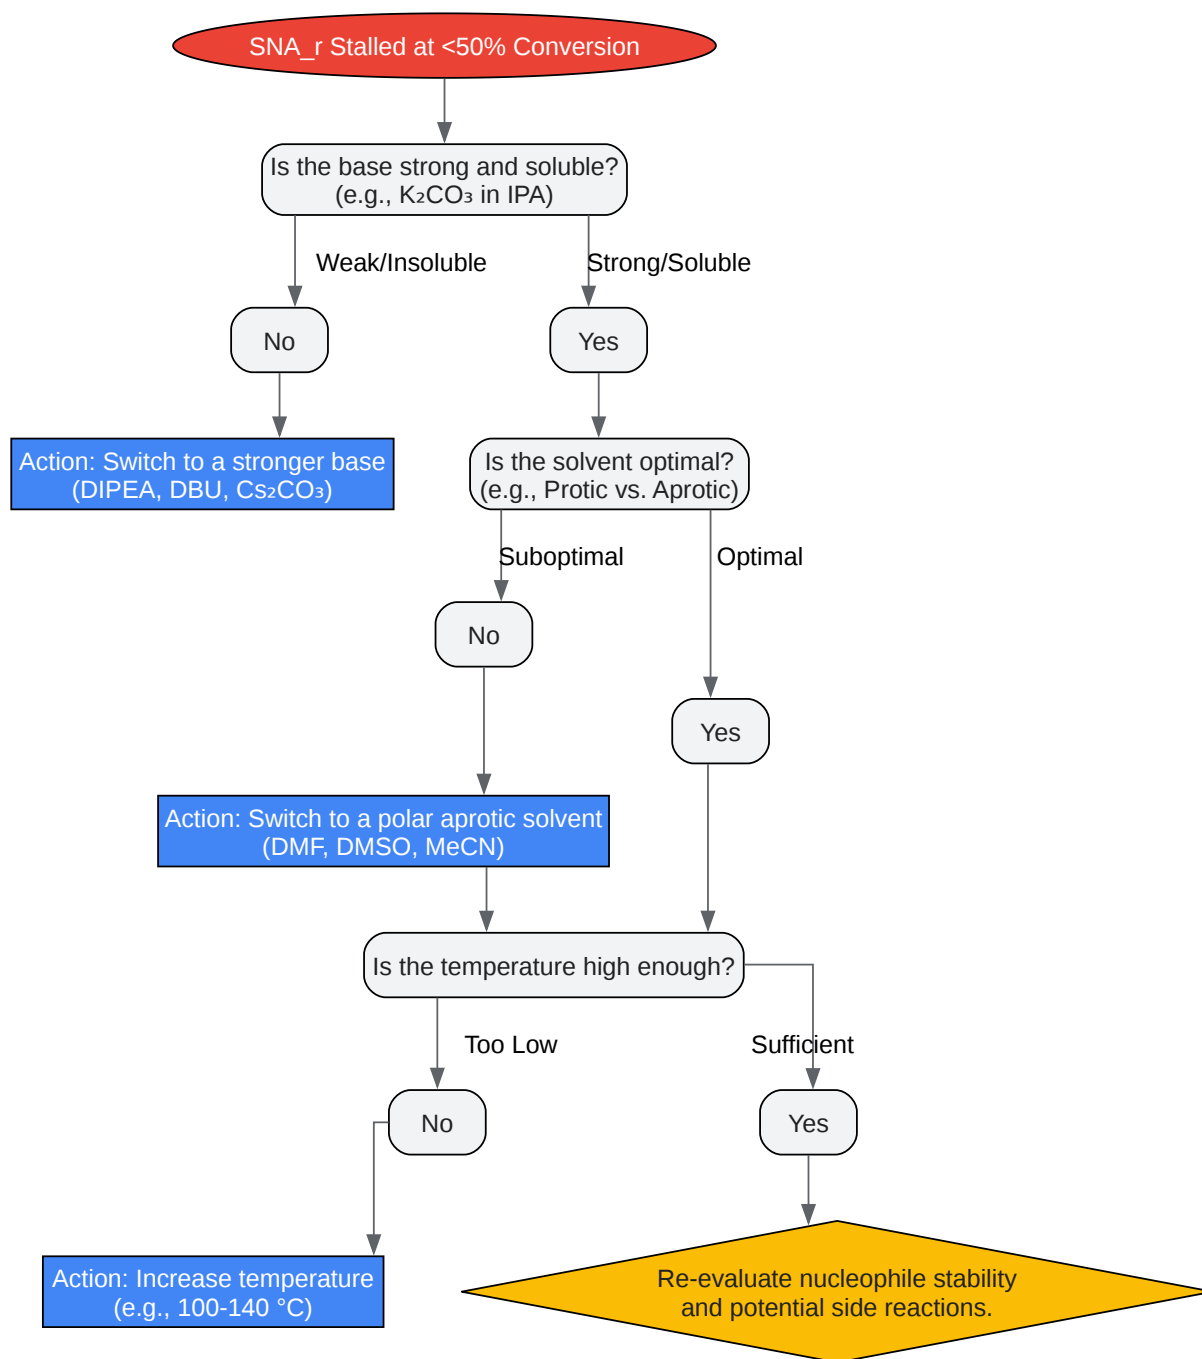 SNA_r Stalled at <50% Conversion
Is the base strong and soluble?
(e.g., K₂CO₃ in IPA)
Weak/Insoluble
Strong/Soluble
No
Yes
Action: Switch to a stronger base
(DIPEA, DBU, Cs₂CO₃)
Is the solvent optimal?
(e.g., Protic vs. Aprotic)
Suboptimal
Optimal
No
Yes
Action: Switch to a polar aprotic solvent
(DMF, DMSO, MeCN)
Is the temperature high enough?
Too Low
Sufficient
No
Yes
Action: Increase temperature
(e.g., 100-140 °C)
Re-evaluate nucleophile stability
and potential side reactions.